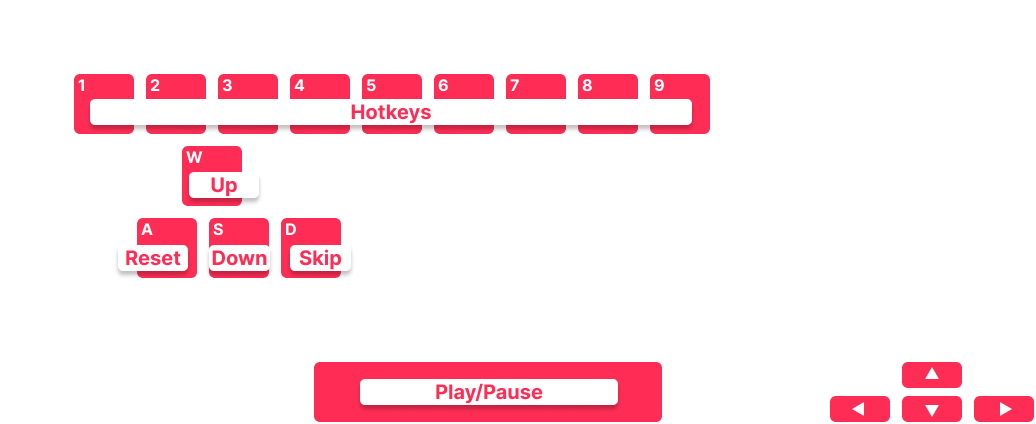 1 2 3 4 5 6 7 8 9
Hotkeys
W
Up
A S D
Reset Down Skip
Play/Pause